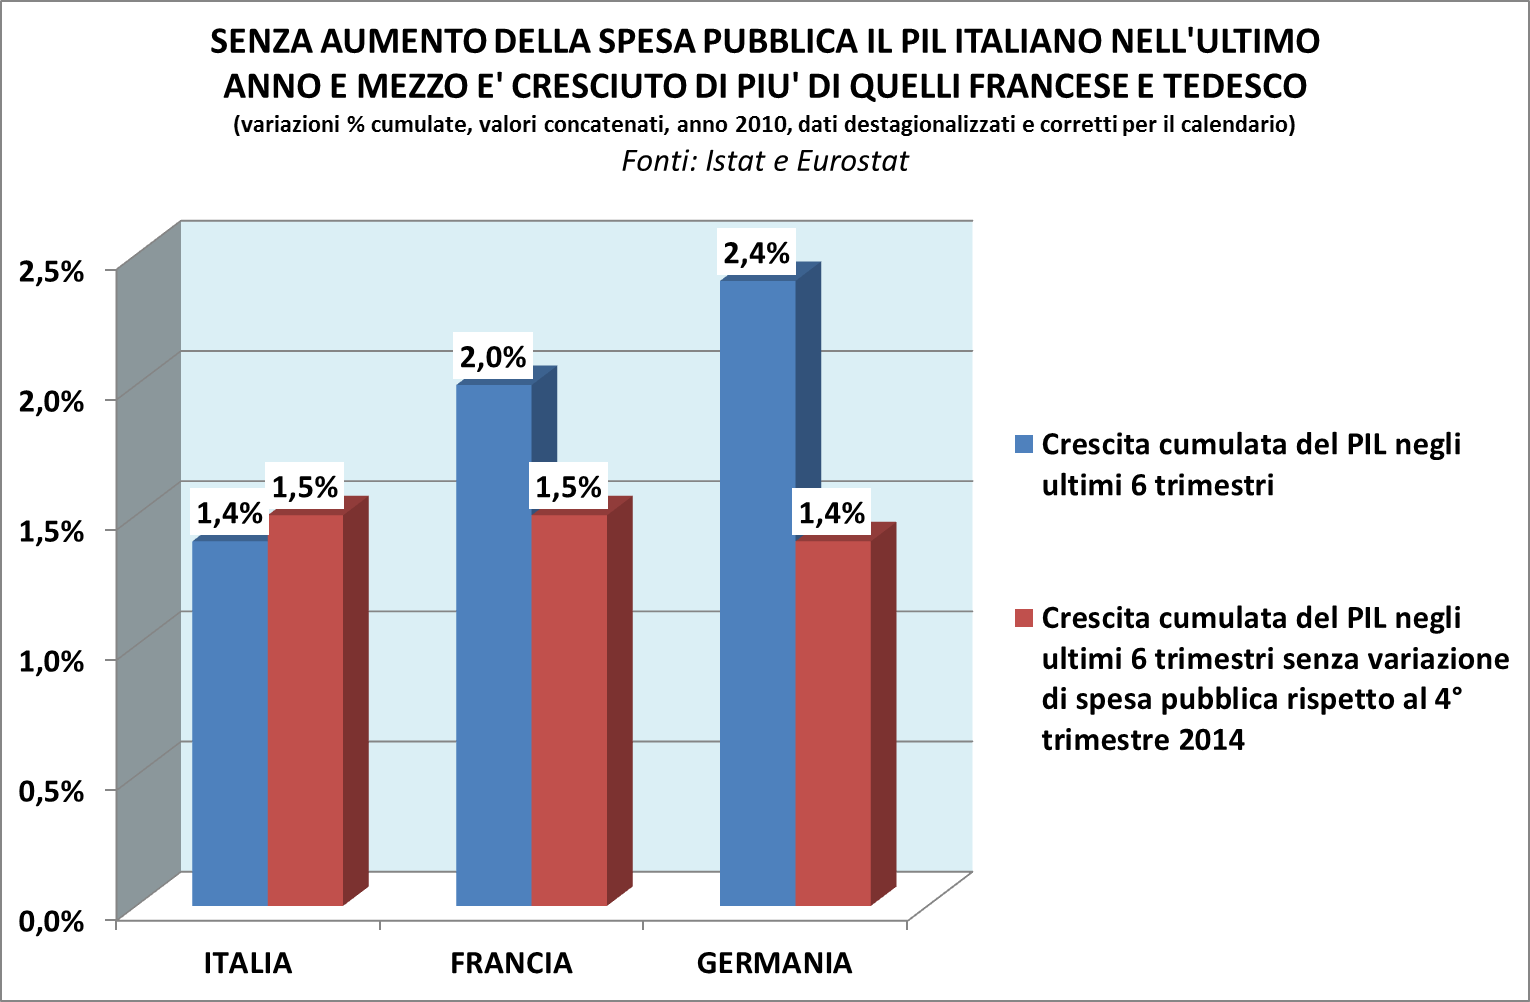 SENZA AUMENTO DELLA SPESA PUBBLICA IL PIL ITALIANO NELL'ULTIMO
ANNO E MEZZO E' CRESCIUTO DI PIU' DI QUELLI FRANCESE E TEDESCO
(variazioni % cumulate, valori concatenati, anno 2010, dati destagionalizzati e corretti per il calendario)
Fonti: Istat e Eurostat
2,5%
2,0%
1,5%
1,0%
0,5%
0,0%
1,4%
1,5%
2,0%
1,5%
2,4%
1,4%
ITALIA
FRANCIA
GERMANIA
Crescita cumulata del PIL negli
ultimi 6 trimestri
Crescita cumulata del PIL negli
ultimi 6 trimestri senza variazione
di spesa pubblica rispetto al 4°
trimestre 2014